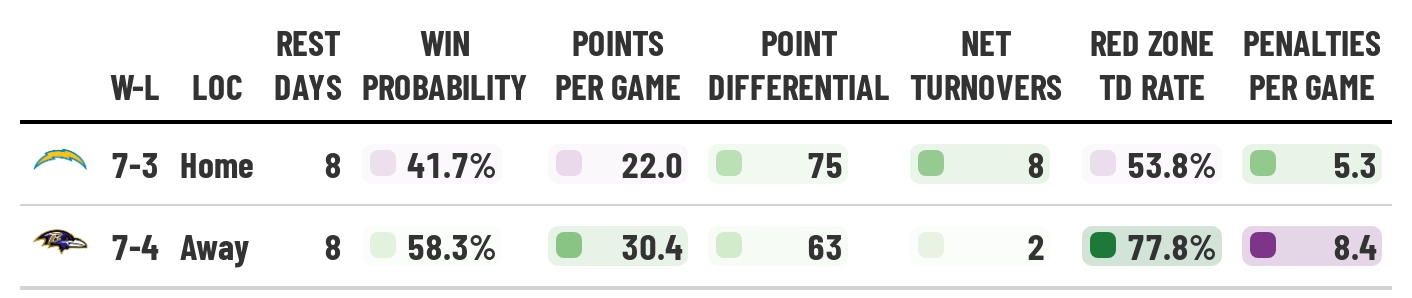 REST WIN POINTS POINT NET RED ZONE PENALTIES
W-L LOC DAYS PROBABILITY PER GAME DIFFERENTIAL TURNOVERS TD RATE PER GAME
7-3 Home 8 41.7% 22.0 75 8 53.8% 5.3
7-4 Away 8 58.3% 30.4 63 2 77.8% 8.4